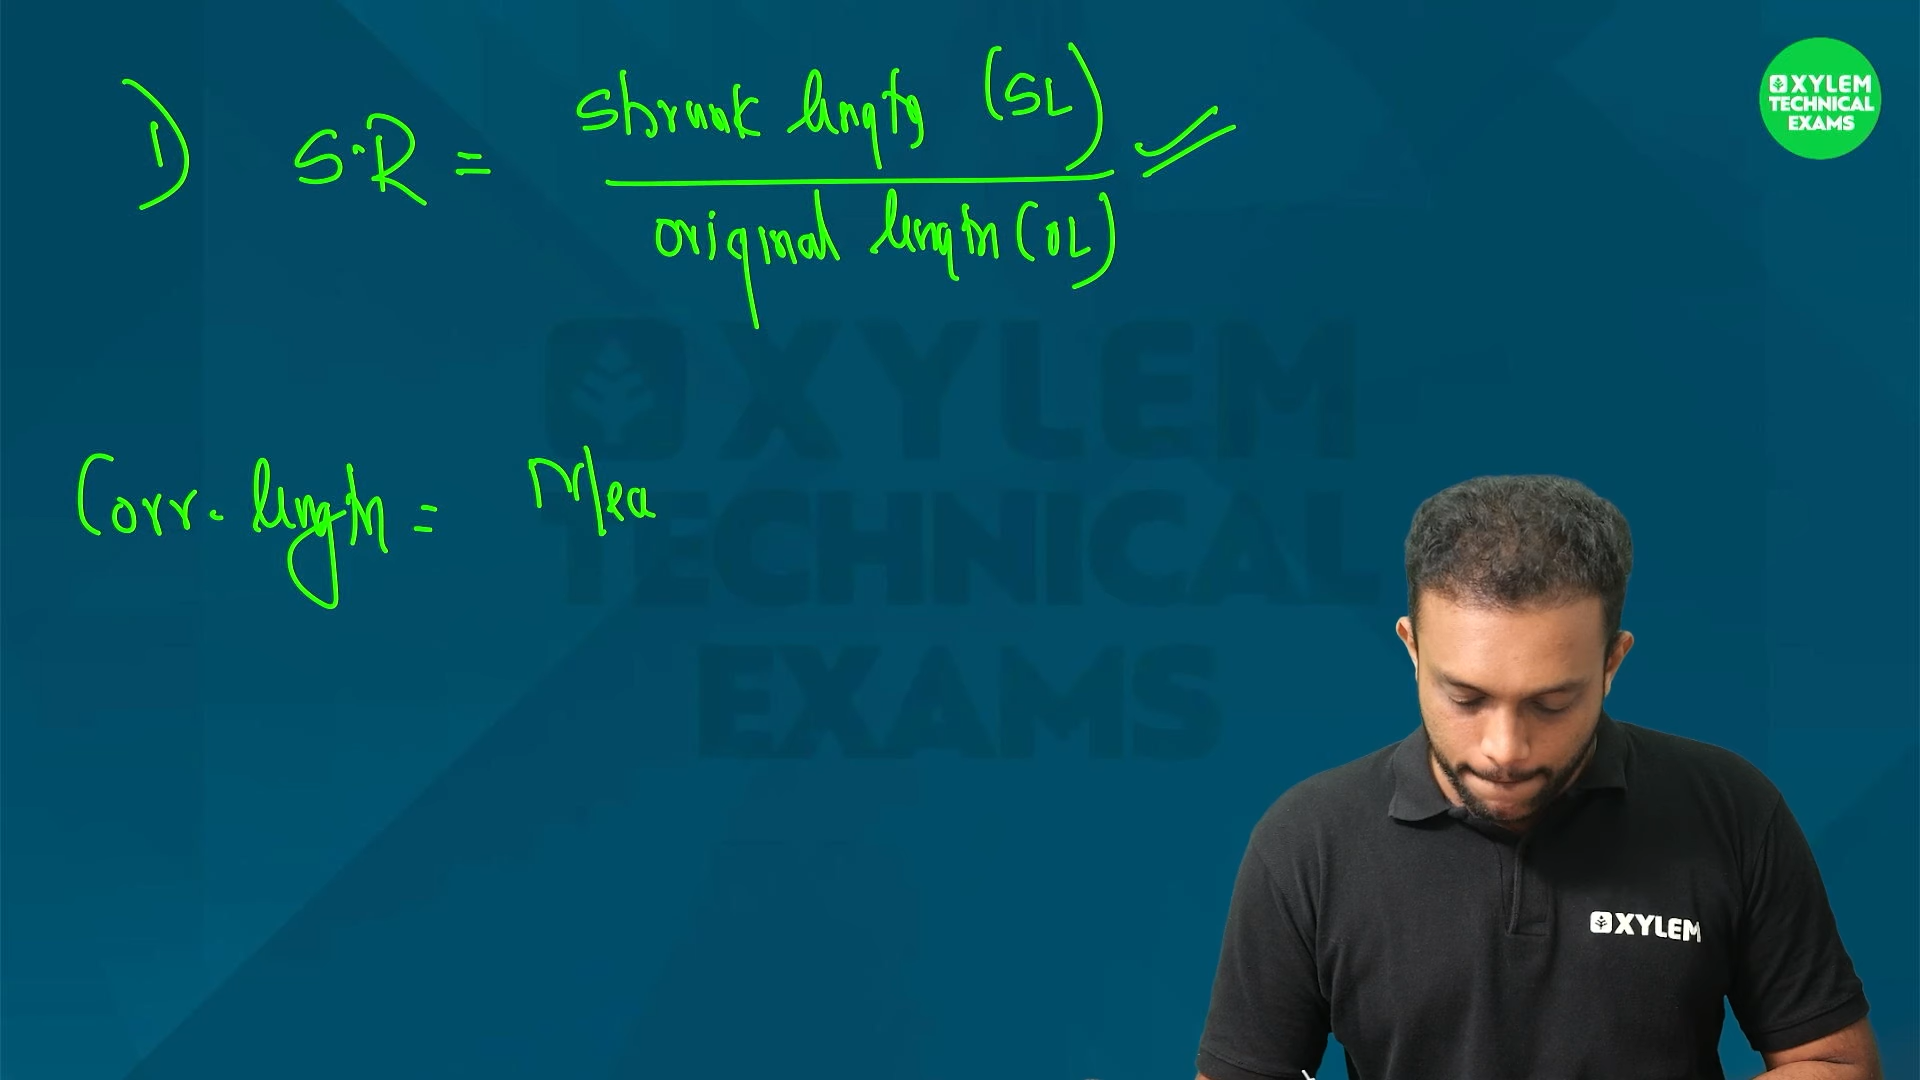 1) S.R = shrunk length (SL)
original length (OL)
Corr. length = Mea
XYLEM
TECHNICAL
EXAMS
XYLEM
TECHNICAL
EXAMS
XYLEM